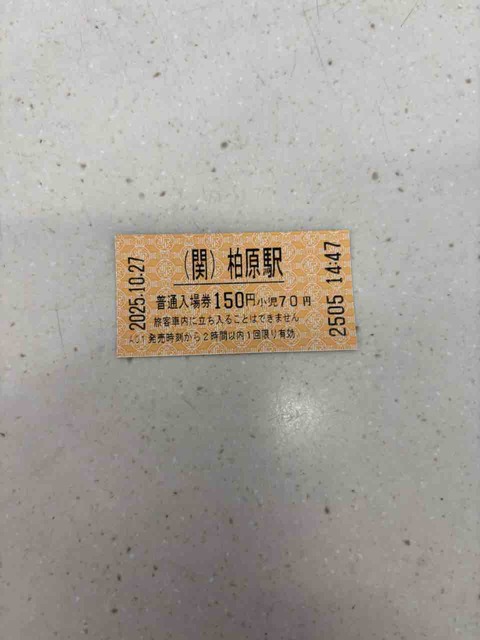 2025.10.27
(関) 柏原駅
普通入場券150円小児70円
旅客車内に立ち入ることはできません
発売時刻から2時間以内1回限り有効
2505 14:47